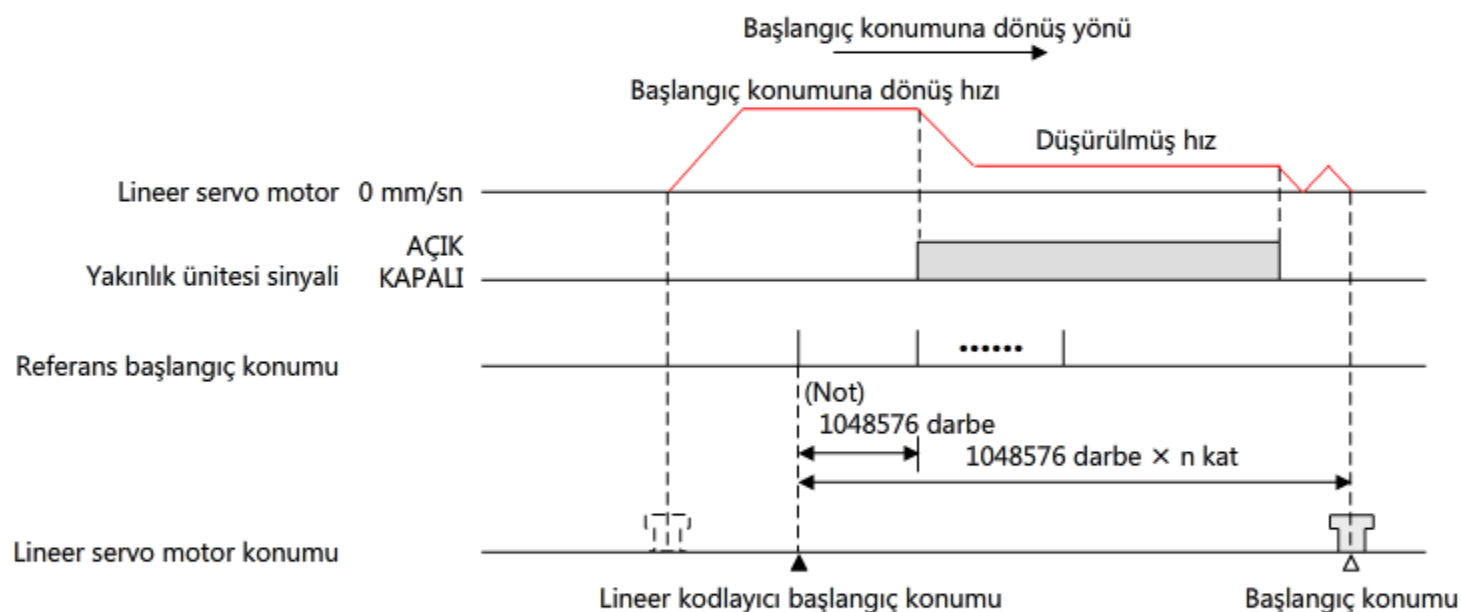 Başlangıç konumuna dönüş yönü
Başlangıç konumuna dönüş hızı
Düşürülmüş hız
Lineer servo motor 0 mm/sn
AÇIK
Yakınlık ünitesi sinyali KAPALI
Referans başlangıç konumu
(Not)
1048576 darbe
1048576 darbe × n kat
Lineer servo motor konumu
Lineer kodlayıcı başlangıç konumu
Başlangıç konumu